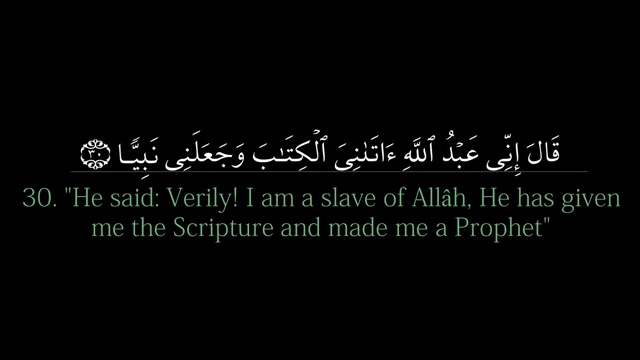 قَالَ إِنِّى عَبْدُ ٱللَّهِ ءَاتَىٰنِىَ ٱلْكِتَـٰبَ وَجَعَلَنِى نَبِيًّا ٣٠
30. "He said: Verily! I am a slave of Allâh, He has given
me the Scripture and made me a Prophet"